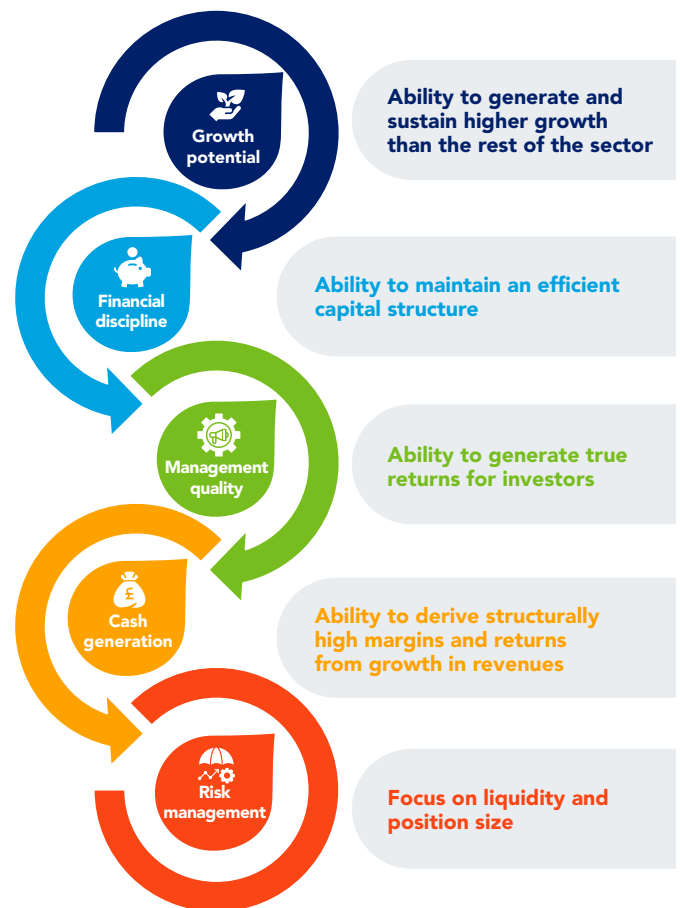 Growth
potential
Ability to generate and
sustain higher growth
than the rest of the sector
Financial
discipline
Ability to maintain an efficient
capital structure
Management
quality
Ability to generate true
returns for investors
£
Cash
generation
Ability to derive structurally
high margins and returns
from growth in revenues
Risk
management
Focus on liquidity and
position size